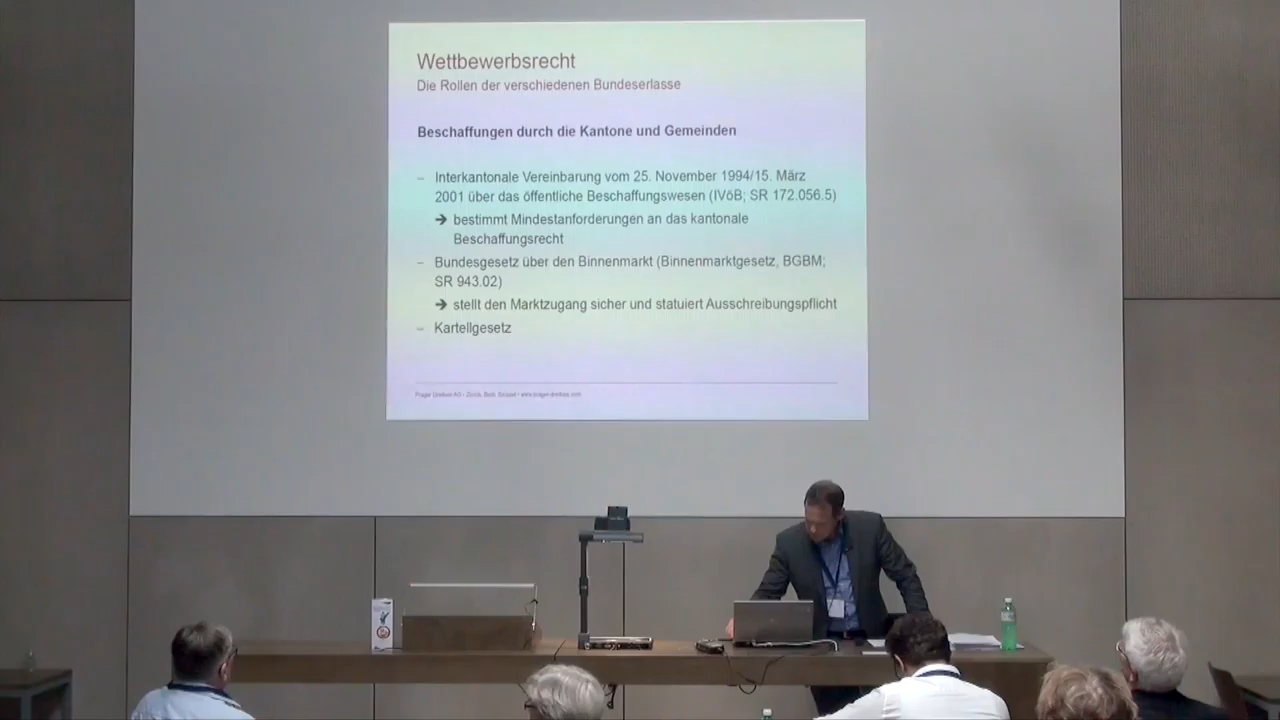 Wettbewerbsrecht
Die Rollen der verschiedenen Bundeserlasse
Beschaffungen durch die Kantone und Gemeinden
– Interkantonale Vereinbarung vom 25. November 1994/15. März
2001 über das öffentliche Beschaffungswesen (IVöB; SR 172.056.5)
➔ bestimmt Mindestanforderungen an das kantonale
Beschaffungsrecht
– Bundesgesetz über den Binnenmarkt (Binnenmarktgesetz, BGBM;
SR 943.02)
➔ stellt den Marktzugang sicher und statuiert Ausschreibungspflicht
– Kartellgesetz